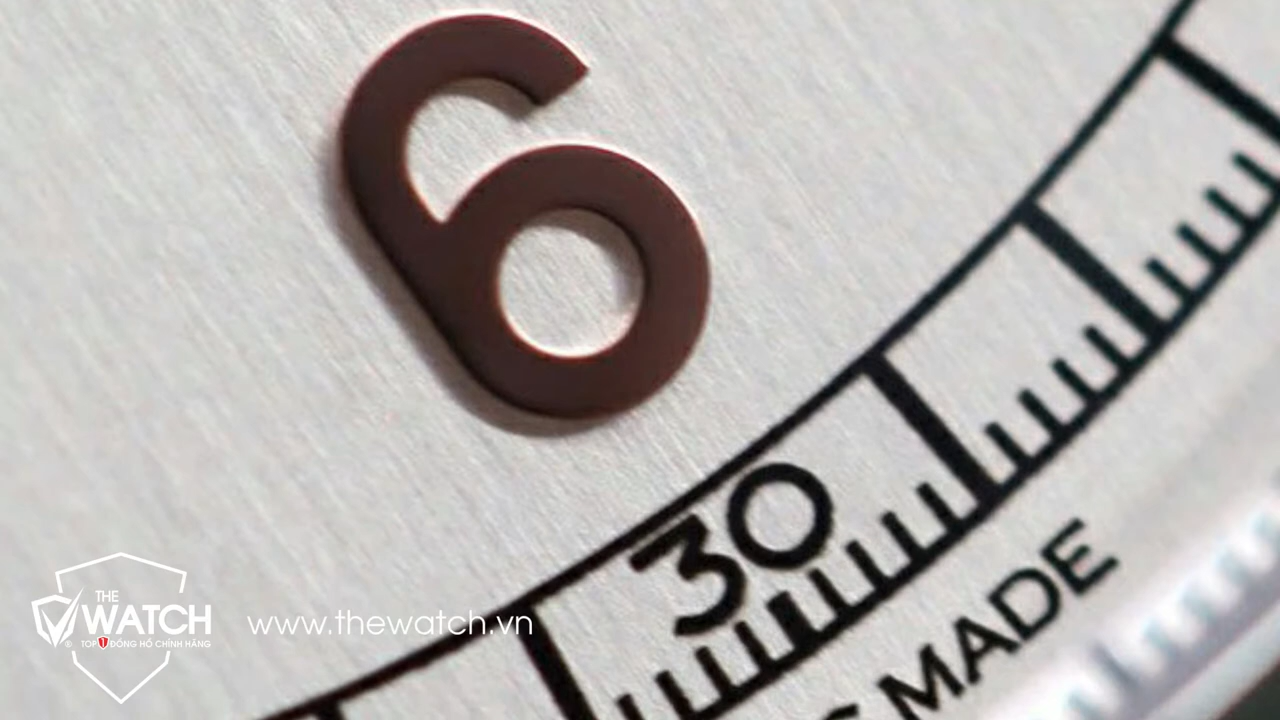 6
30
MADE
THE
WATCH
®
TOP 1 ĐỒNG HỒ CHÍNH HÃNG
www.thewatch.vn